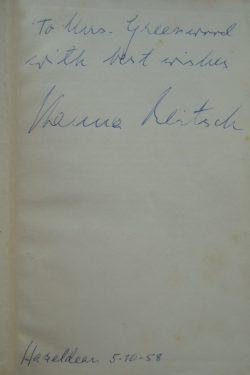 To Mrs. Greenwood
with best wishes
Hanna Reitsch
Hazeldean 5-10-58